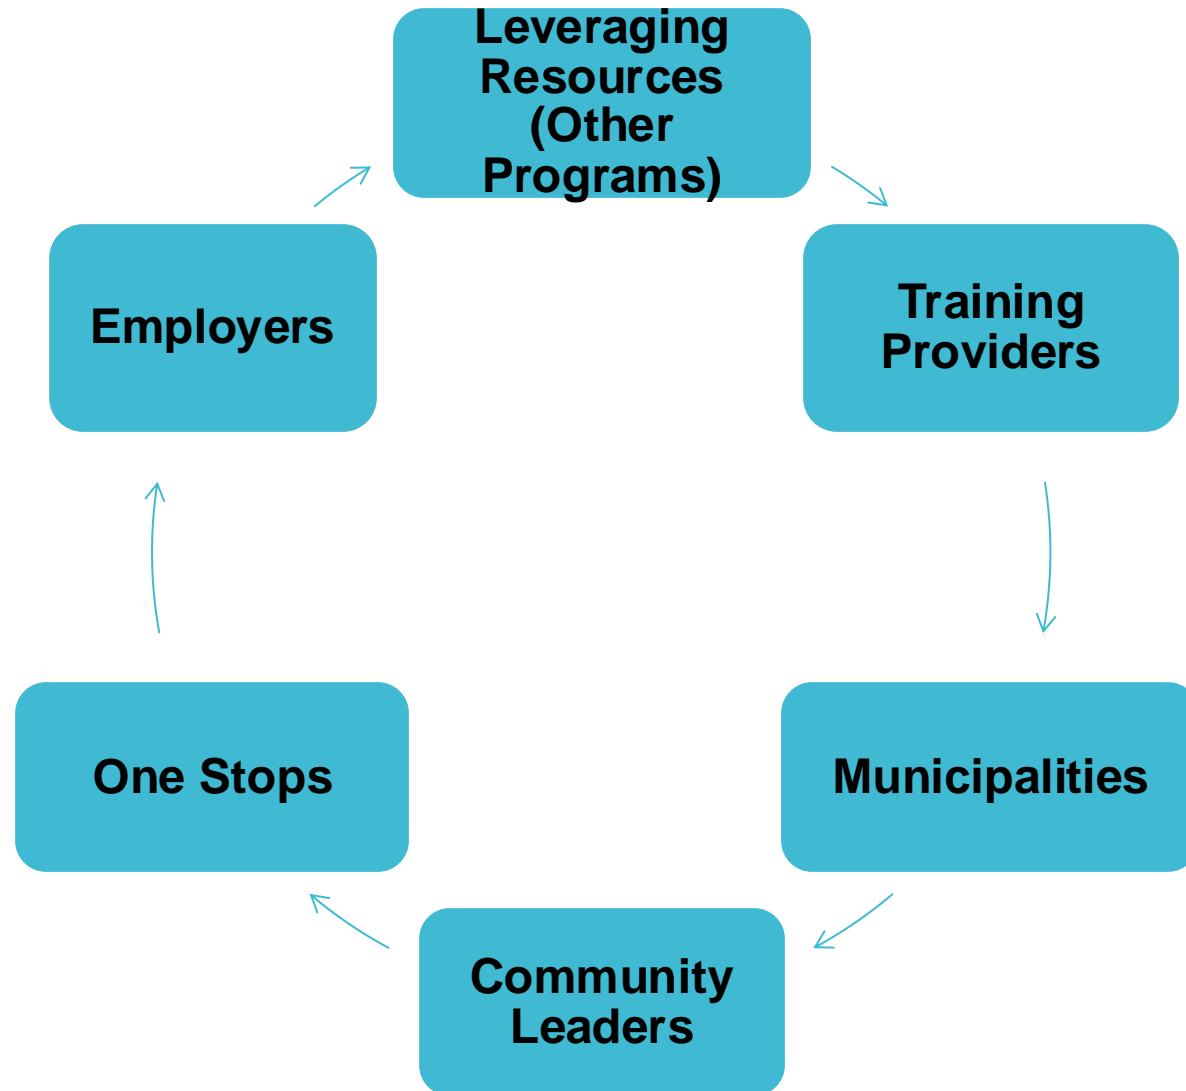 Leveraging
Resources
(Other
Programs)
Training
Providers
Municipalities
Community
Leaders
One Stops
Employers